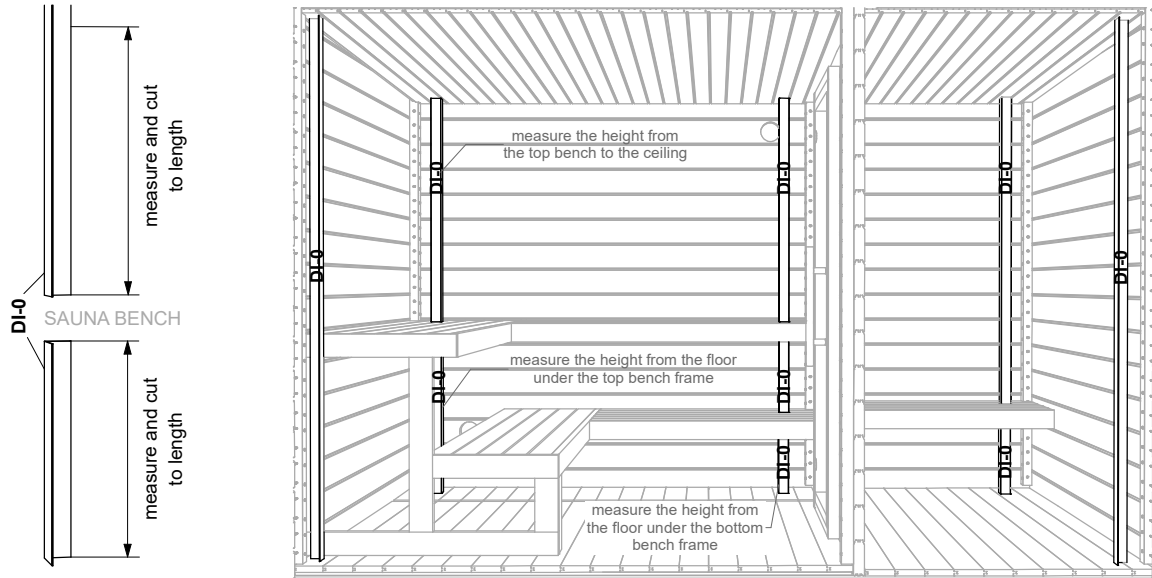 measure and cut
to length
DI-0
SAUNA BENCH
measure and cut
to length
measure the height from
the top bench to the ceiling
DI-0
DI-0
DI-0
DI-0
DI-0
measure the height from the floor
under the top bench frame
DI-0
DI-0
DI-0
DI-0
measure the height from
the floor under the bottom
bench frame